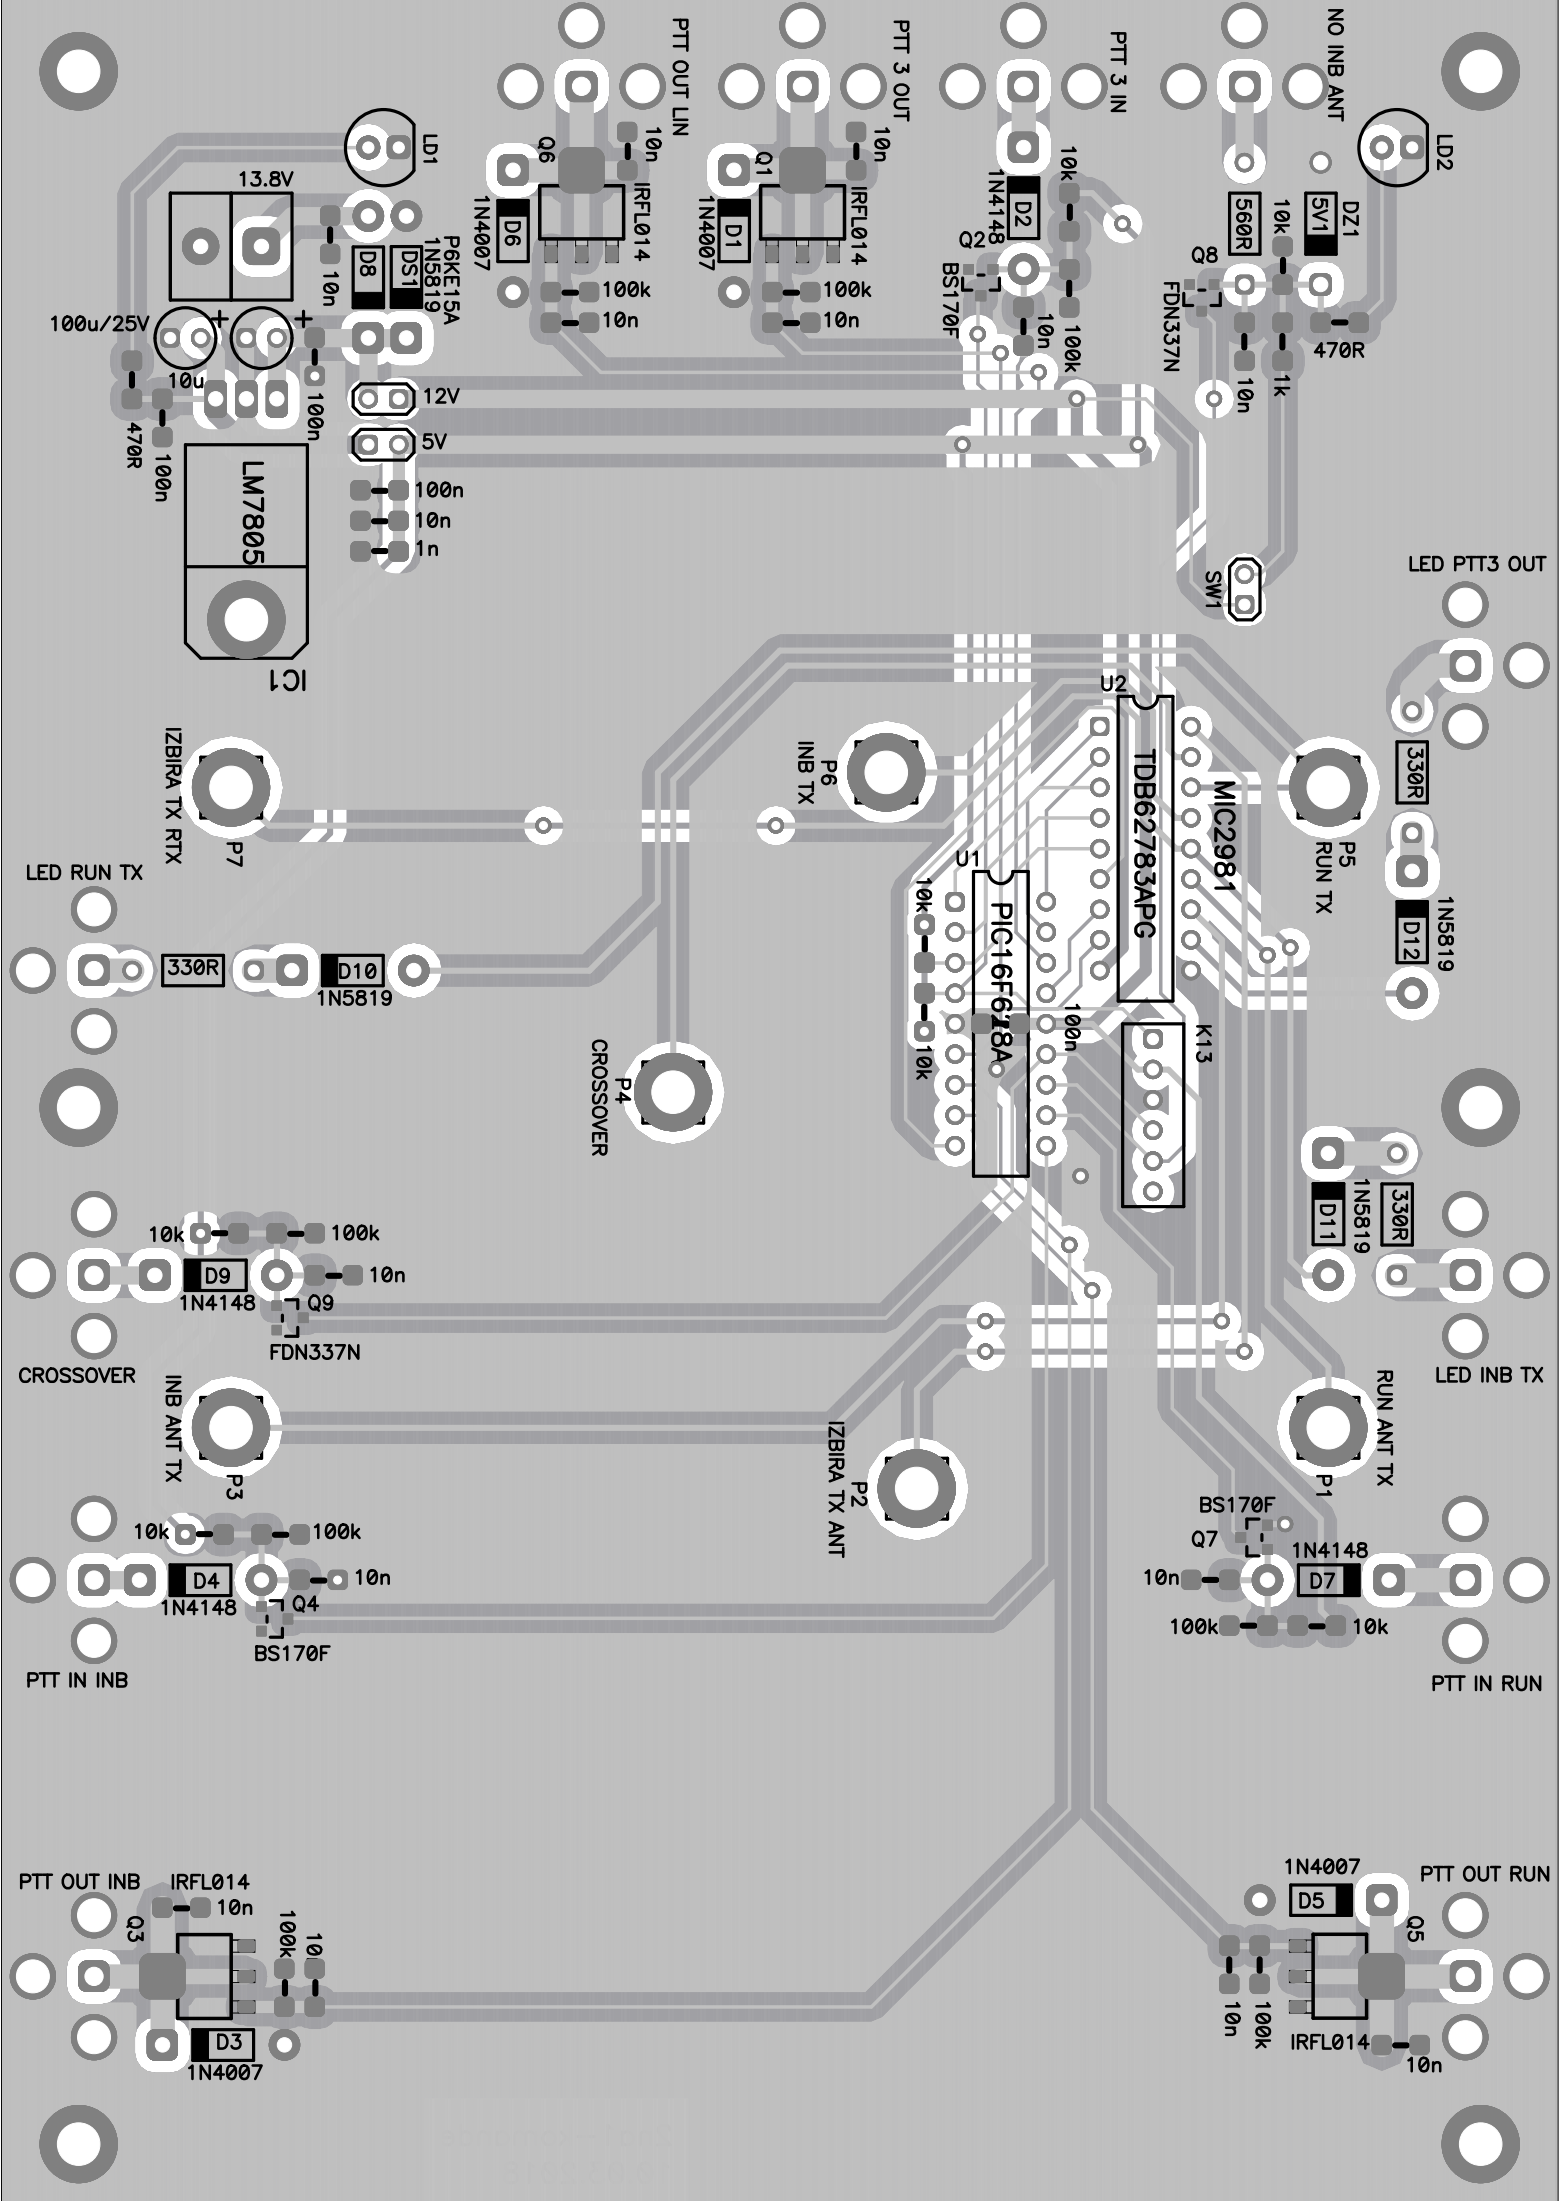 PTT OUT LIN
PTT 3 OUT
PTT 3 IN
NO INB ANT
LD1
13.8V
Q6
10n
IRFL014
1N4007
D6
Q1
10n
IRFL014
1N4007
D1
10k
1N4148
D2
Q2
BS170F
10n
100k
Q8
FDN337N
560R
10k
5V1
DZ1
LD2
470R
10n
1k
P6KE15A
1N5819
D8
DS1
10n
100k
10n
100k
10n
100u/25V
+
+
10u
100n
12V
5V
470R
100n
LM7805
100n
10n
1n
IC1
SW1
LED PTT3 OUT
330R
IZBIRA TX RTX
P7
INB TX
P6
U2
TDB62783APG
MIC2981
P5
RUN TX
U1
PIC16F628A
10k
10k
100n
K13
1N5819
D12
LED RUN TX
330R
D10
1N5819
CROSSOVER
P4
1N5819
D11
330R
10k
100k
D9
10n
1N4148
Q9
FDN337N
CROSSOVER
LED INB TX
INB ANT TX
P3
IZBIRA TX ANT
P2
RUN ANT TX
P1
10k
100k
D4
10n
1N4148
Q4
BS170F
PTT IN INB
BS170F
Q7
1N4148
10n
D7
100k
10k
PTT IN RUN
PTT OUT INB
IRFL014
10n
Q3
100k
10
D3
1N4007
1N4007
PTT OUT RUN
D5
Q5
10n
100k
IRFL014
10n